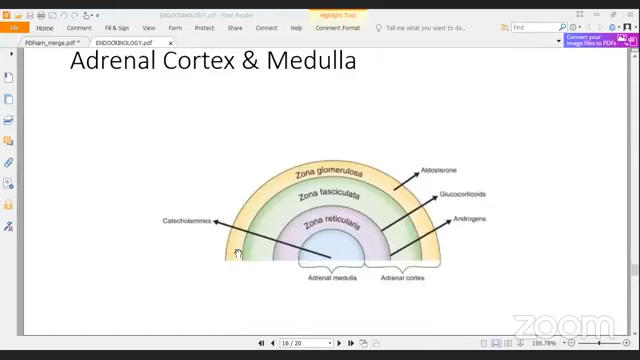 ENDOCRINOLOGY.pdf - Foxit Reader
Highlight Tool
File
Home
Comment
Fill & Sign
View
Form
Protect
Share
Connect
Help
Comment Format
Tell me what you want to do...
Find
PDFsam_merge.pdf *
ENDOCRINOLOGY.pdf
Convert your
image files to PDFs
Adrenal Cortex & Medulla
Zona glomerulosa
Aldosterone
Zona fasciculata
Glucocorticoids
Catecholamines
Zona reticularis
Androgens
Adrenal medulla
Adrenal cortex
16 / 20
100.78%
zoom